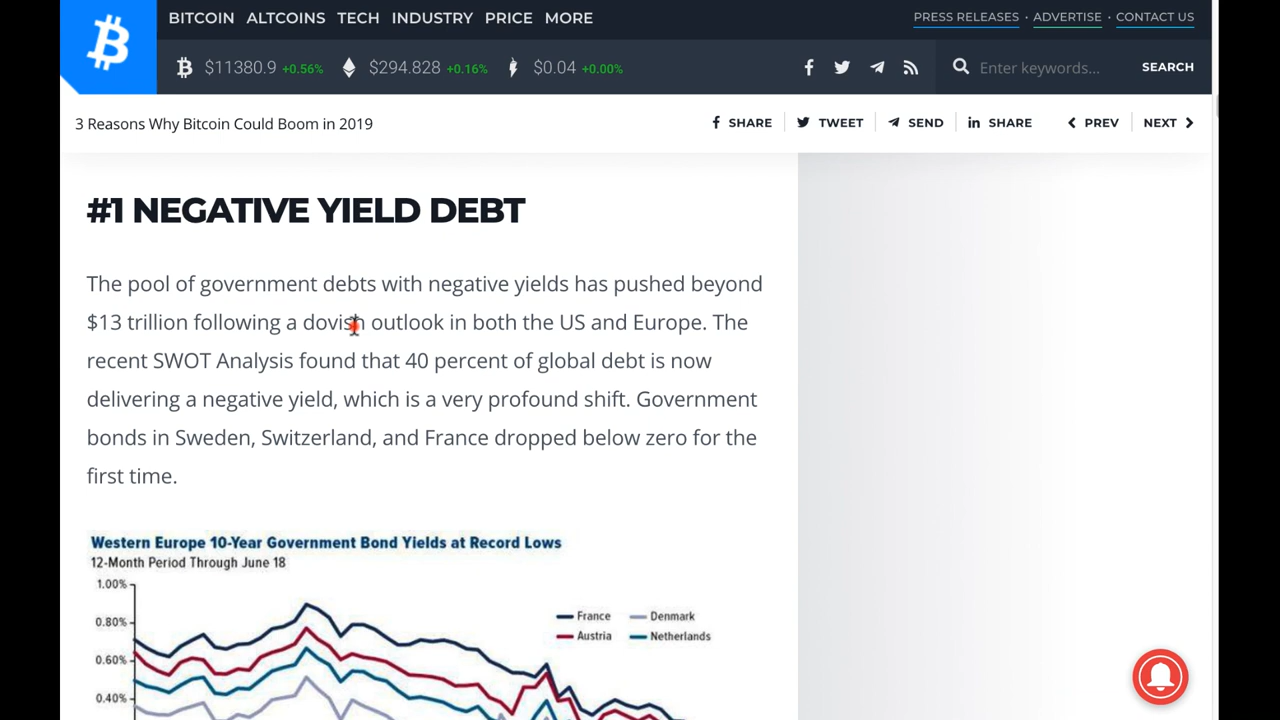 BITCOIN ALTCOINS TECH INDUSTRY PRICE MORE
PRESS RELEASES · ADVERTISE · CONTACT US
$11380.9 +0.56% $294.828 +0.16% $0.04 +0.00%
Enter keywords... SEARCH
3 Reasons Why Bitcoin Could Boom in 2019
SHARE TWEET SEND SHARE PREV NEXT
#1 NEGATIVE YIELD DEBT
The pool of government debts with negative yields has pushed beyond
$13 trillion following a dovish outlook in both the US and Europe. The
recent SWOT Analysis found that 40 percent of global debt is now
delivering a negative yield, which is a very profound shift. Government
bonds in Sweden, Switzerland, and France dropped below zero for the
first time.
Western Europe 10-Year Government Bond Yields at Record Lows
12-Month Period Through June 18
1.00%
0.80%
0.60%
0.40%
France Denmark
Austria Netherlands